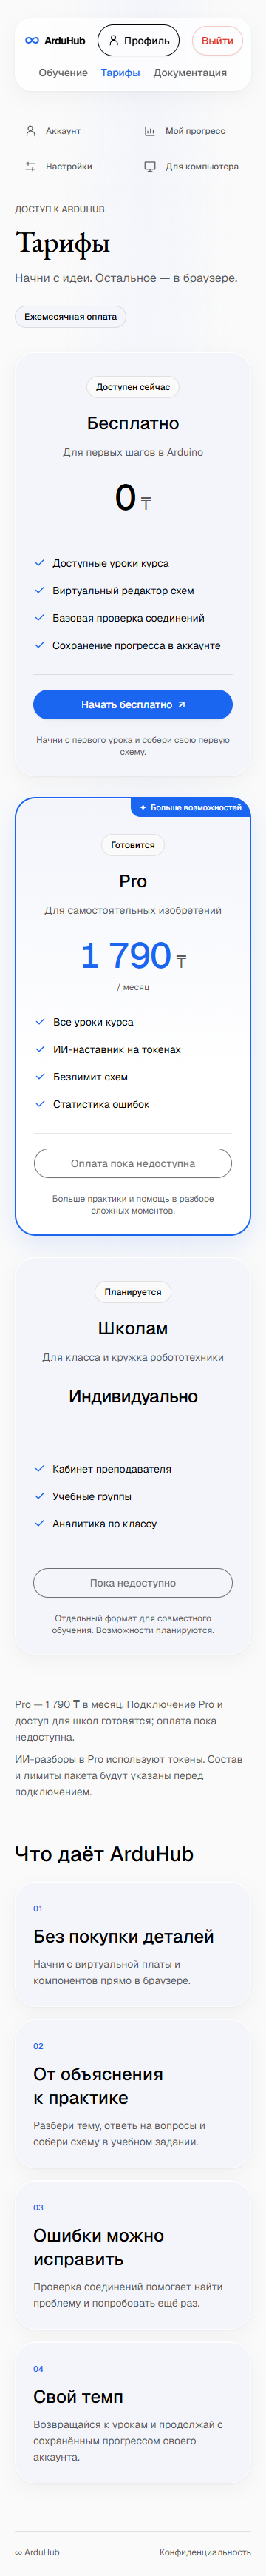 ArduHub
Профиль
Выйти
Обучение Тарифы Документация
Аккаунт
Мой прогресс
Настройки
Для компьютера
ДОСТУП К ARDUHUB
Тарифы
Начни с идеи. Остальное — в браузере.
Ежемесячная оплата
Доступен сейчас
Бесплатно
Для первых шагов в Arduino
0 ₸
Доступные уроки курса
Виртуальный редактор схем
Базовая проверка соединений
Сохранение прогресса в аккаунте
Начать бесплатно ↗
Начни с первого урока и собери свою первую
схему.
✦ Больше возможностей
Готовится
Pro
Для самостоятельных изобретений
1 790 ₸
/ месяц
Все уроки курса
ИИ-наставник на токенах
Безлимит схем
Статистика ошибок
Оплата пока недоступна
Больше практики и помощь в разборе
сложных моментов.
Планируется
Школам
Для класса и кружка робототехники
Индивидуально
Кабинет преподавателя
Учебные группы
Аналитика по классу
Пока недоступно
Отдельный формат для совместного
обучения. Возможности планируются.
Pro — 1 790 ₸ в месяц. Подключение Pro и
доступ для школ готовятся; оплата пока
недоступна.
ИИ-разборы в Pro используют токены. Состав
и лимиты пакета будут указаны перед
подключением.
Что даёт ArduHub
01
Без покупки деталей
Начни с виртуальной платы и
компонентов прямо в браузере.
02
От объяснения
к практике
Разбери тему, ответь на вопросы и
собери схему в учебном задании.
03
Ошибки можно
исправить
Проверка соединений помогает найти
проблему и попробовать ещё раз.
04
Свой темп
Возвращайся к урокам и продолжай с
сохранённым прогрессом своего
аккаунта.
∞ ArduHub
Конфиденциальность